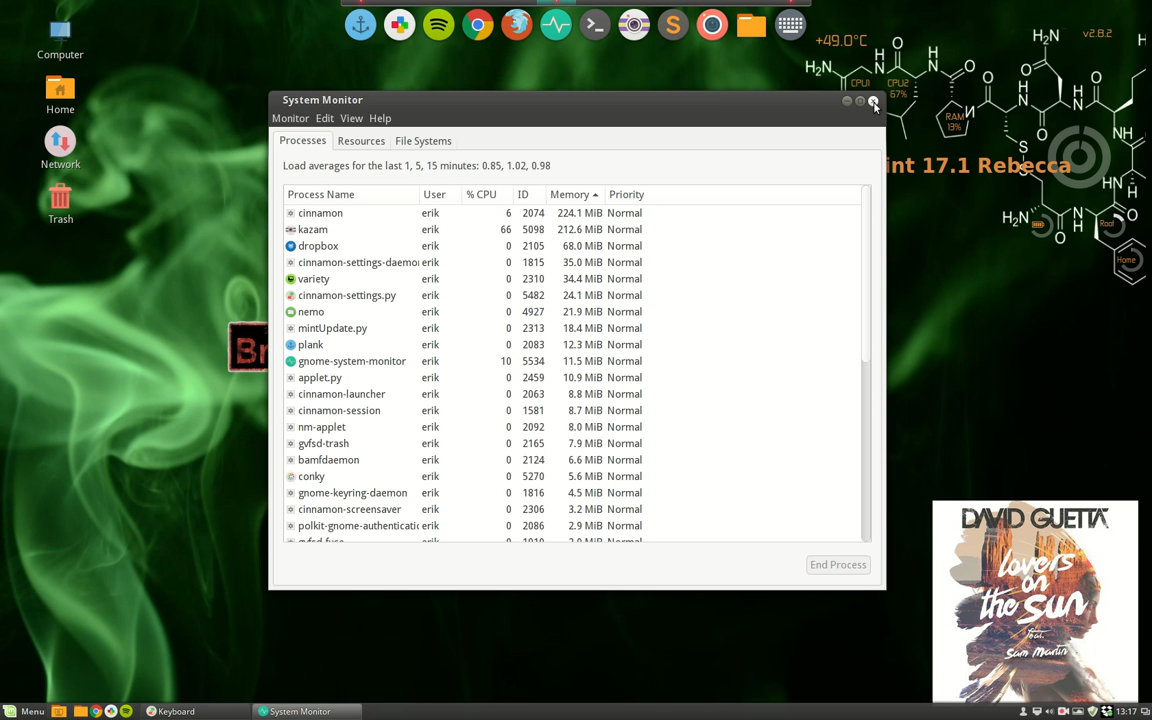 Computer
Home
Network
Trash
+49.0°C
v2.8.2
H₂N
H₂N
O
H
CPU1
CPU2
67%
RAM
13%
N
H
O
O
NH₂
O
NH
O
HN
HN
S
S
H₂N
N
H
O
O
Root
Home
int 17.1 Rebecca
Br
System Monitor
Monitor Edit View Help
Processes Resources File Systems
Load averages for the last 1, 5, 15 minutes: 0.85, 1.02, 0.98
Process Name User % CPU ID Memory Priority
cinnamon erik 6 2074 224.1 MiB Normal
kazam erik 66 5098 212.6 MiB Normal
dropbox erik 0 2105 68.0 MiB Normal
cinnamon-settings-daemo erik 0 1815 35.0 MiB Normal
variety erik 0 2310 34.4 MiB Normal
cinnamon-settings.py erik 0 5482 24.1 MiB Normal
nemo erik 0 4927 21.9 MiB Normal
mintUpdate.py erik 0 2313 18.4 MiB Normal
plank erik 0 2083 12.3 MiB Normal
gnome-system-monitor erik 10 5534 11.5 MiB Normal
applet.py erik 0 2459 10.9 MiB Normal
cinnamon-launcher erik 0 2063 8.8 MiB Normal
cinnamon-session erik 0 1581 8.7 MiB Normal
nm-applet erik 0 2092 8.0 MiB Normal
gvfsd-trash erik 0 2165 7.9 MiB Normal
bamfdaemon erik 0 2124 6.6 MiB Normal
conky erik 0 5270 5.6 MiB Normal
gnome-keyring-daemon erik 0 1816 4.5 MiB Normal
cinnamon-screensaver erik 0 2306 3.2 MiB Normal
polkit-gnome-authenticatic erik 0 2086 2.9 MiB Normal
End Process
DAVID GUETTA
lovers
on
the sun
feat.
Sam Martin
Menu Keyboard System Monitor 13:17